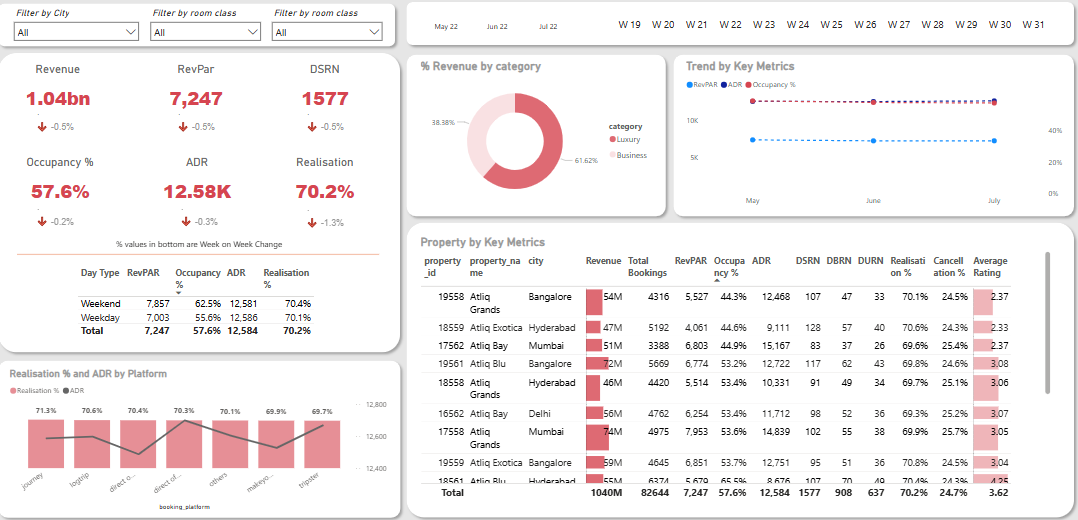 Filter by City
Filter by room class
Filter by room class
All
All
All
May 22
Jun 22
Jul 22
W 19 W 20 W 21 W 22 W 23 W 24 W 25 W 26 W 27 W 28 W 29 W 30 W 31
Revenue
RevPar
DSRN
1.04bn
7,247
1577
-0.5%
-0.5%
-0.5%
Occupancy %
ADR
Realisation
57.6%
12.58K
70.2%
-0.2%
-0.3%
-1.3%
% values in bottom are Week on Week Change
Day Type RevPAR Occupancy % ADR Realisation %
Weekend 7,857 62.5% 12,581 70.4%
Weekday 7,003 55.6% 12,586 70.1%
Total 7,247 57.6% 12,584 70.2%
% Revenue by category
38.38%
61.62%
category
Luxury
Business
Trend by Key Metrics
RevPAR ADR Occupancy %
10K
5K
40%
20%
0%
May June July
Realisation % and ADR by Platform
Realisation % ADR
71.3% 70.6% 70.4% 70.3% 70.1% 69.9% 69.7%
12,800
12,600
12,400
journey logtrip direct o... direct of... others makeyo... tripster
booking_platform
Property by Key Metrics
property_id property_name city Revenue Total Bookings RevPAR Occupancy % ADR DSRN DBRN DURN Realisation % Cancellation % Average Rating
19558 Atliq Grands Bangalore 54M 4316 5,527 44.3% 12,468 107 47 33 70.1% 24.5% 2.37
18559 Atliq Exotica Hyderabad 47M 5192 4,061 44.6% 9,111 128 57 40 70.6% 24.3% 2.33
17562 Atliq Bay Mumbai 51M 3388 6,803 44.9% 15,167 83 37 26 69.6% 25.4% 2.37
19561 Atliq Blu Bangalore 72M 5669 6,774 53.2% 12,722 117 62 43 69.8% 24.6% 3.08
18558 Atliq Grands Hyderabad 46M 4420 5,514 53.4% 10,331 91 49 34 69.7% 25.1% 3.06
16562 Atliq Bay Delhi 56M 4762 6,254 53.4% 11,712 98 52 36 69.3% 25.2% 3.07
17558 Atliq Grands Mumbai 74M 4975 7,953 53.6% 14,839 102 55 38 69.9% 25.7% 3.05
19559 Atliq Exotica Bangalore 59M 4645 6,851 53.7% 12,751 95 51 36 70.8% 24.5% 3.04
18561 Atliq Blu Hyderabad 55M 6374 5,679 65.5% 8,676 107 70 49 70.4% 24.3% 4.25
Total 1040M 82644 7,247 57.6% 12,584 1577 908 637 70.2% 24.7% 3.62